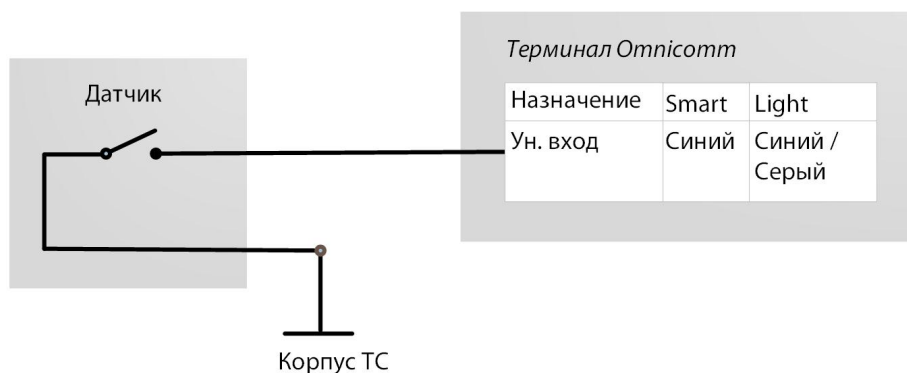 Терминал Omnicomm
Датчик
Назначение Smart Light
Ун. вход Синий Синий /
Серый
Корпус ТС